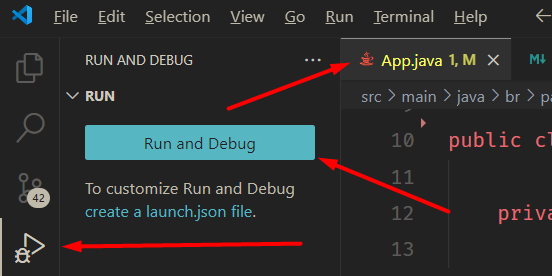 File Edit Selection View Go Run Terminal Help
RUN AND DEBUG ...
App.java 1, M
RUN
src > main > java > br > pa
Run and Debug
10 public cl
11
To customize Run and Debug
create a launch.json file.
12 priva
42
13